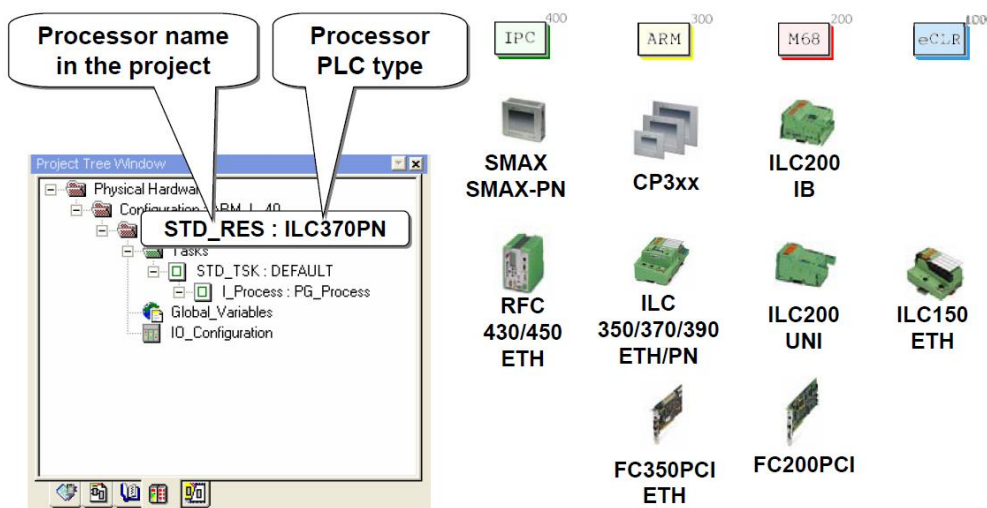 Processor name
in the project
Processor
PLC type
Project Tree Window
Physical Hardwar
STD_RES : ILC370PN
Tasks
STD_TSK : DEFAULT
I_Process : PG_Process
Global_Variables
IO_Configuration
400
IPC
300
ARM
200
M68
100
eCLR
SMAX
SMAX-PN
CP3xx
ILC200
IB
RFC
430/450
ETH
ILC
350/370/390
ETH/PN
ILC200
UNI
ILC150
ETH
FC350PCI
ETH
FC200PCI